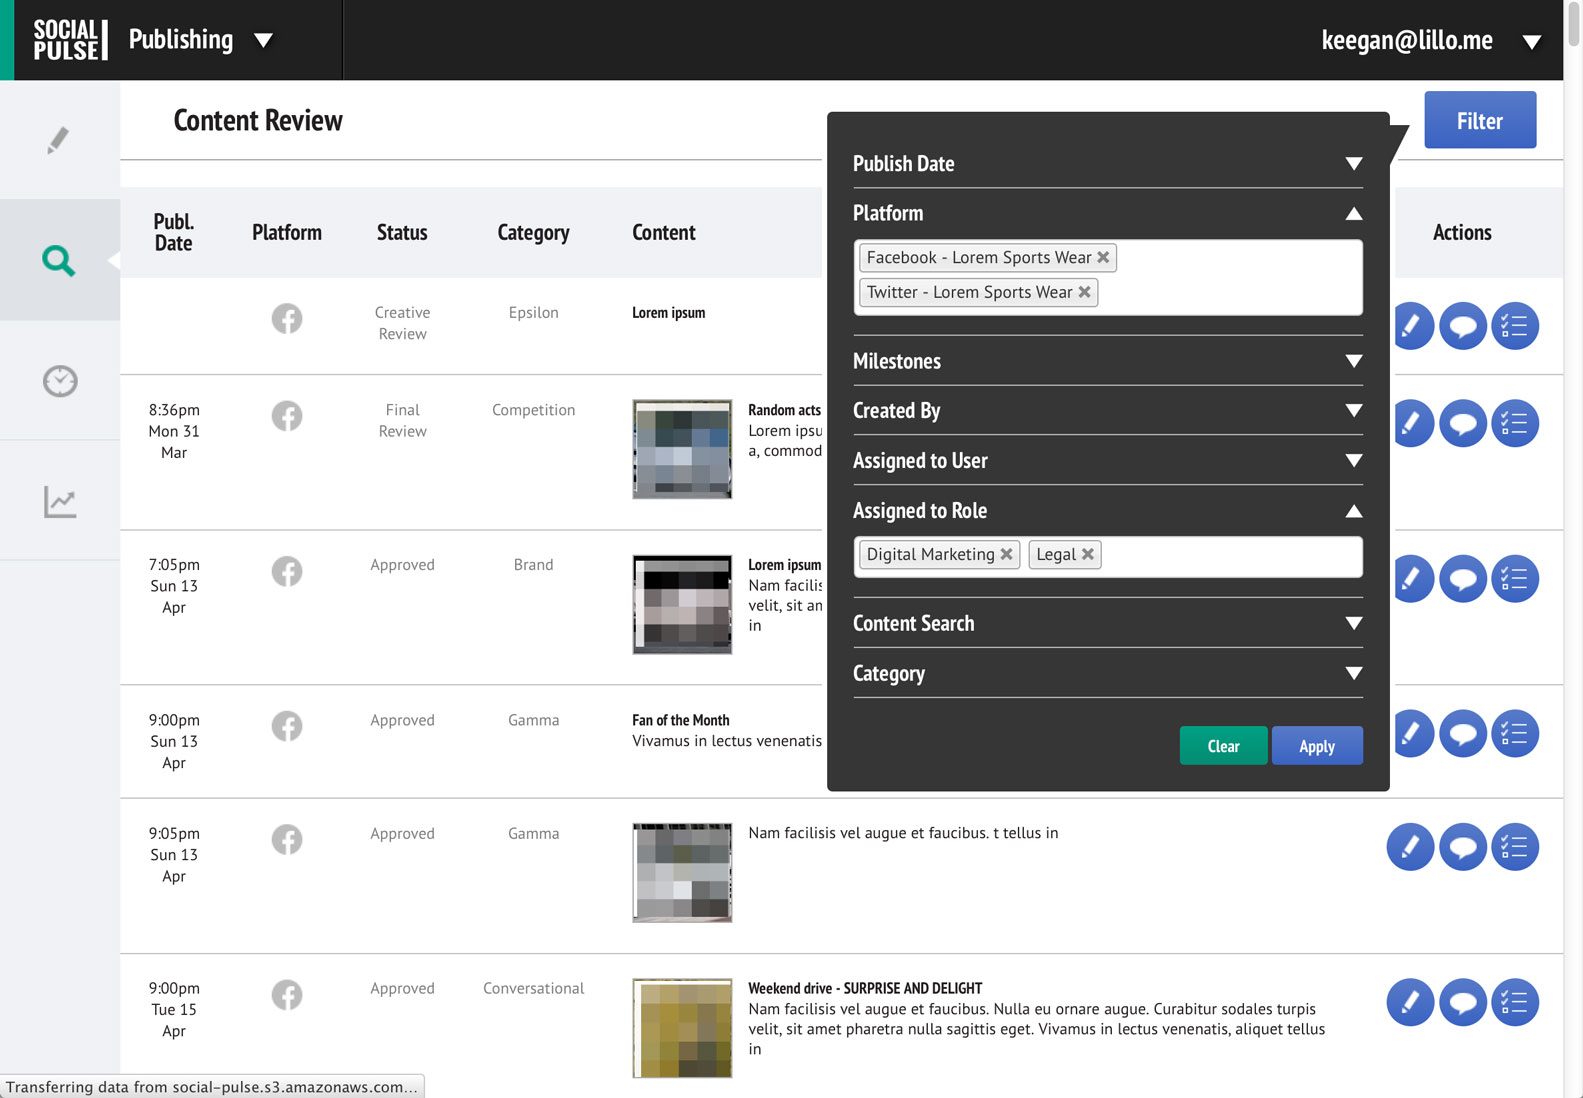 SOCIAL
PULSE
Publishing
keegan@lillo.me
Content Review
Filter
Publ.
Date
Platform
Status
Category
Content
Actions
Publish Date
Platform
Facebook - Lorem Sports Wear
Twitter - Lorem Sports Wear
Milestones
Created By
Assigned to User
Assigned to Role
Digital Marketing
Legal
Content Search
Category
Clear
Apply
Creative
Review
Epsilon
Lorem ipsum
8:36pm
Mon 31
Mar
Final
Review
Competition
Random acts
Lorem ipsu
a, commod
7:05pm
Sun 13
Apr
Approved
Brand
Lorem ipsum
Nam facilis
velit, sit am
in
9:00pm
Sun 13
Apr
Approved
Gamma
Fan of the Month
Vivamus in lectus venenatis
9:05pm
Sun 13
Apr
Approved
Gamma
Nam facilisis vel augue et faucibus. t tellus in
9:00pm
Tue 15
Apr
Approved
Conversational
Weekend drive - SURPRISE AND DELIGHT
Nam facilisis vel augue et faucibus. Nulla eu ornare augue. Curabitur sodales turpis
velit, sit amet pharetra nulla sagittis eget. Vivamus in lectus venenatis, aliquet tellus
in
Transferring data from social-pulse.s3.amazonaws.com...